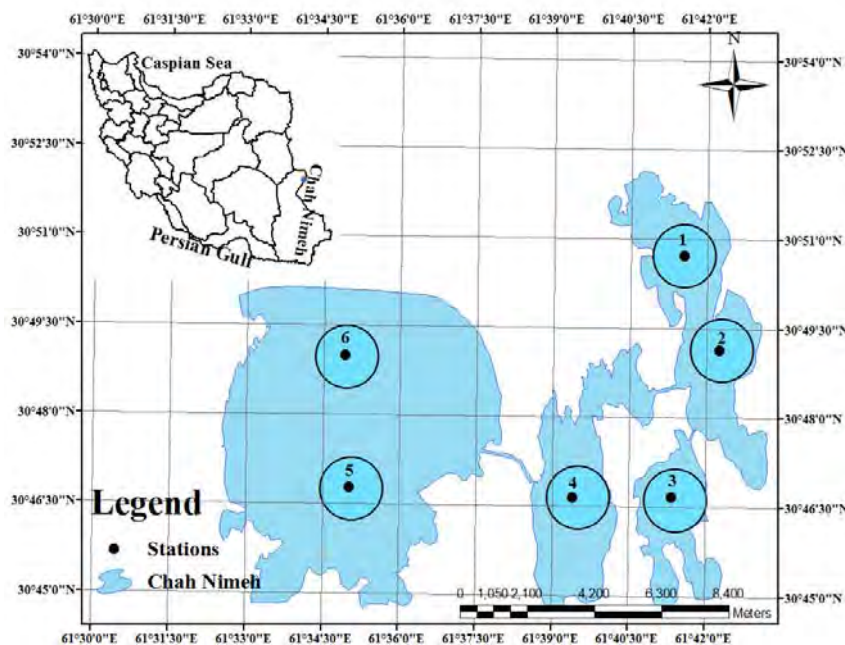 61°30'0"E 61°31'30"E 61°33'0"E 61°34'30"E 61°36'0"E 61°37'30"E 61°39'0"E 61°40'30"E 61°42'0"E
N
30°54'0"N 30°54'0"N
Caspian Sea
30°52'30"N 30°52'30"N
Chah Nimeh
30°51'0"N 30°51'0"N
Persian Gulf
1
30°49'30"N 30°49'30"N
2
6
30°48'0"N 30°48'0"N
5
4
3
30°46'30"N 30°46'30"N
Legend
Stations
Chah Nimeh
30°45'0"N 30°45'0"N
0 1,050 2,100 4,200 6,300 8,400
Meters
61°30'0"E 61°31'30"E 61°33'0"E 61°34'30"E 61°36'0"E 61°37'30"E 61°39'0"E 61°40'30"E 61°42'0"E